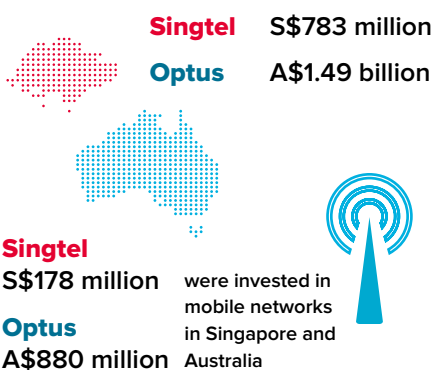 Singtel S$783 million
Optus A$1.49 billion
Singtel
S$178 million
Optus
A$880 million
were invested in
mobile networks
in Singapore and
Australia